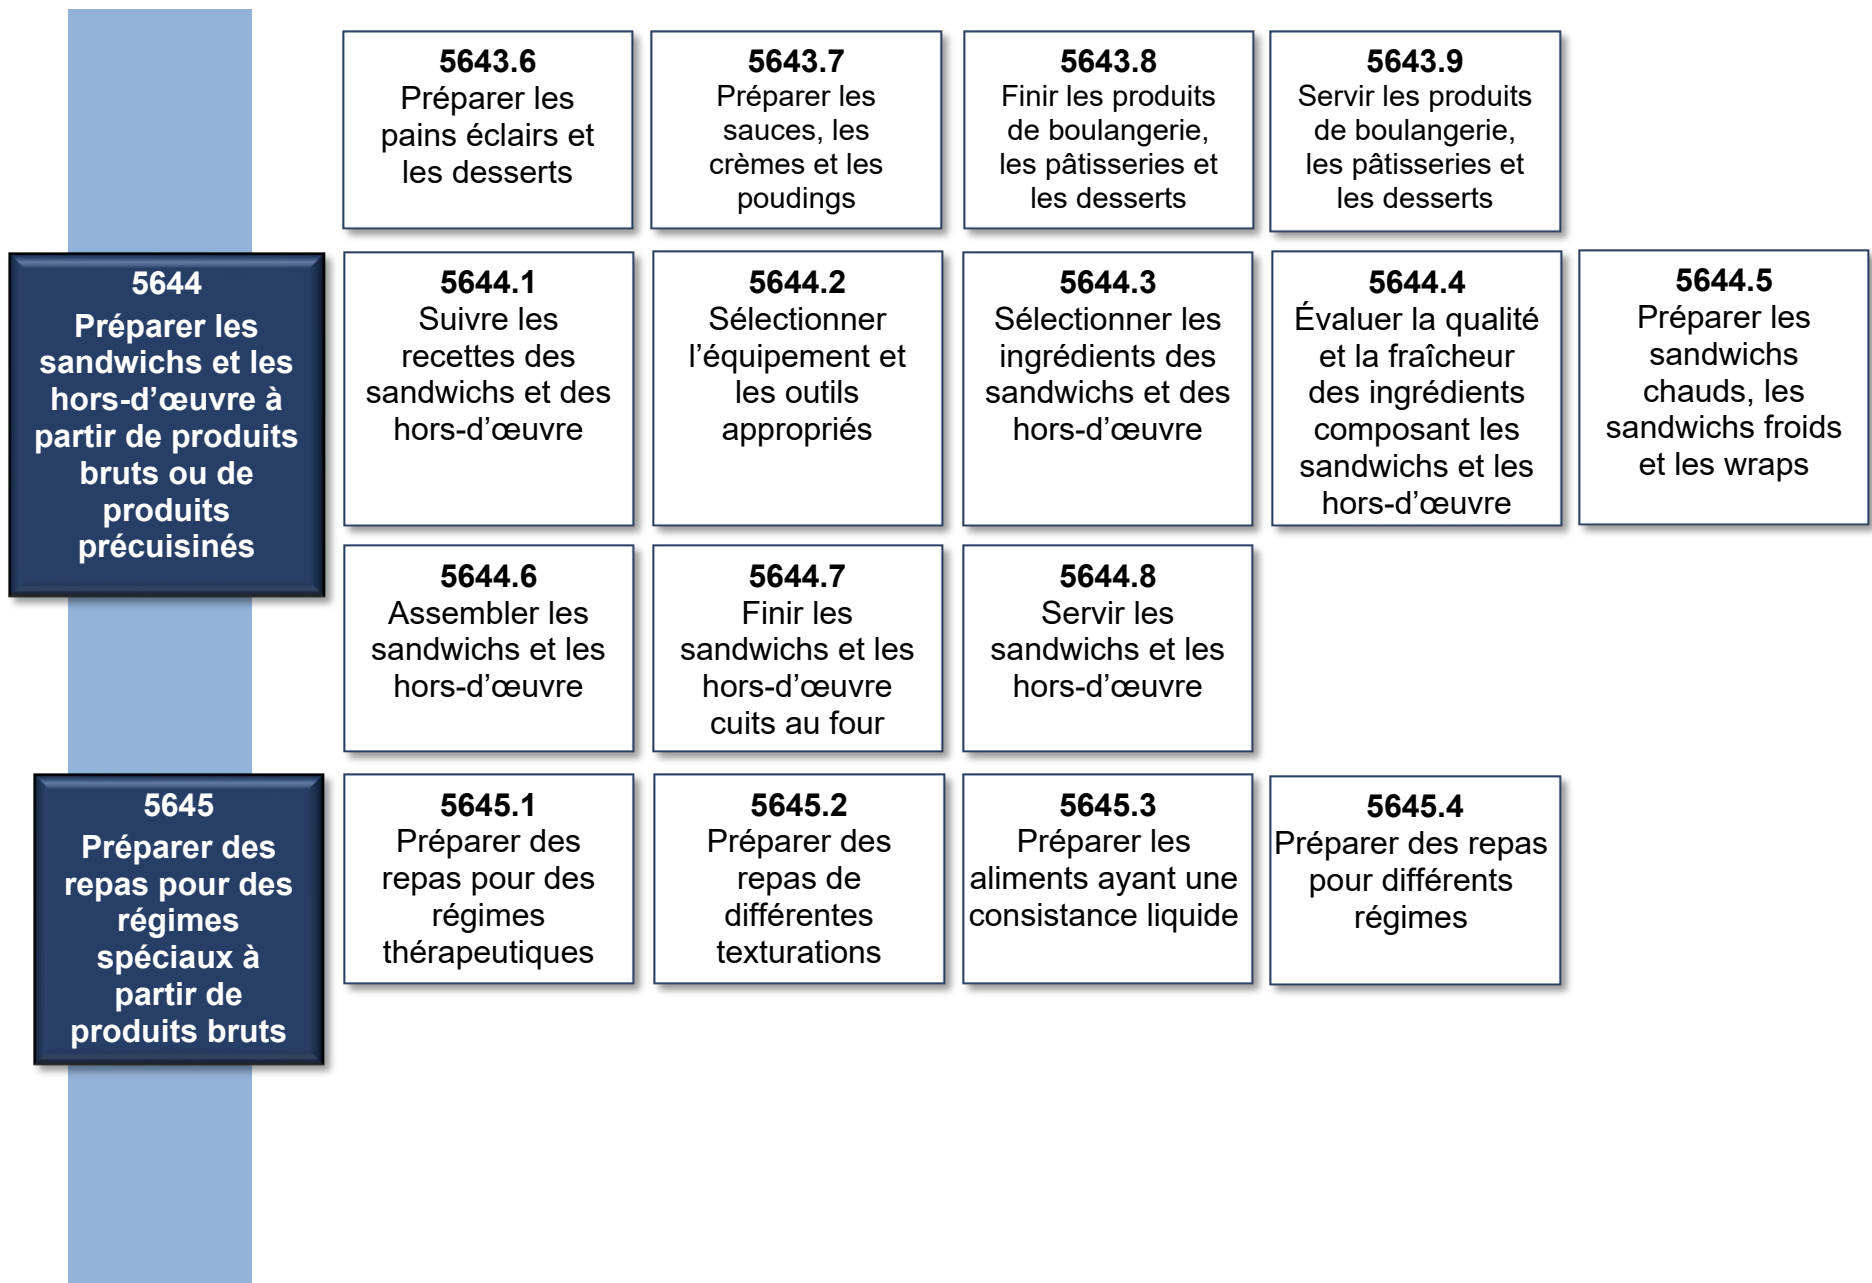 5643.6
Préparer les
pains éclairs et
les desserts
5643.7
Préparer les
sauces, les
crèmes et les
poudings
5643.8
Finir les produits
de boulangerie,
les pâtisseries et
les desserts
5643.9
Servir les produits
de boulangerie,
les pâtisseries et
les desserts
5644
Préparer les
sandwichs et les
hors-d’œuvre à
partir de produits
bruts ou de
produits
précuisinés
5644.1
Suivre les
recettes des
sandwichs et des
hors-d’œuvre
5644.2
Sélectionner
l’équipement et
les outils
appropriés
5644.3
Sélectionner les
ingrédients des
sandwichs et des
hors-d’œuvre
5644.4
Évaluer la qualité
et la fraîcheur
des ingrédients
composant les
sandwichs et les
hors-d’œuvre
5644.5
Préparer les
sandwichs
chauds, les
sandwichs froids
et les wraps
5644.6
Assembler les
sandwichs et les
hors-d’œuvre
5644.7
Finir les
sandwichs et les
hors-d’œuvre
cuits au four
5644.8
Servir les
sandwichs et les
hors-d’œuvre
5645
Préparer des
repas pour des
régimes
spéciaux à
partir de
produits bruts
5645.1
Préparer des
repas pour des
régimes
thérapeutiques
5645.2
Préparer des
repas de
différentes
texturations
5645.3
Préparer les
aliments ayant une
consistance liquide
5645.4
Préparer des repas
pour différents
régimes